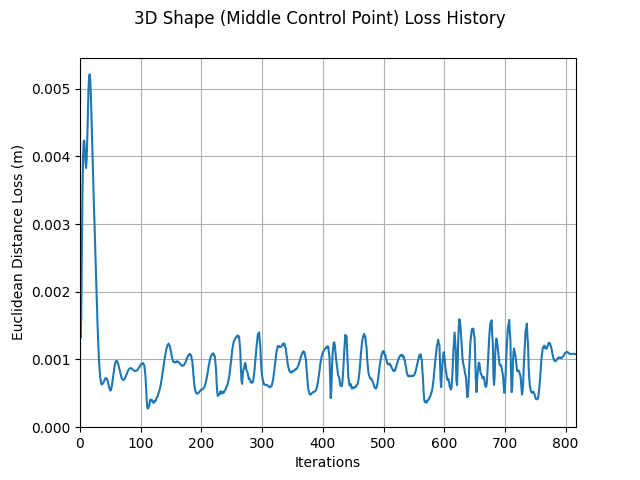 3D Shape (Middle Control Point) Loss History
0.005
0.004
0.003
0.002
0.001
0.000
Euclidean Distance Loss (m)
0 100 200 300 400 500 600 700 800
Iterations